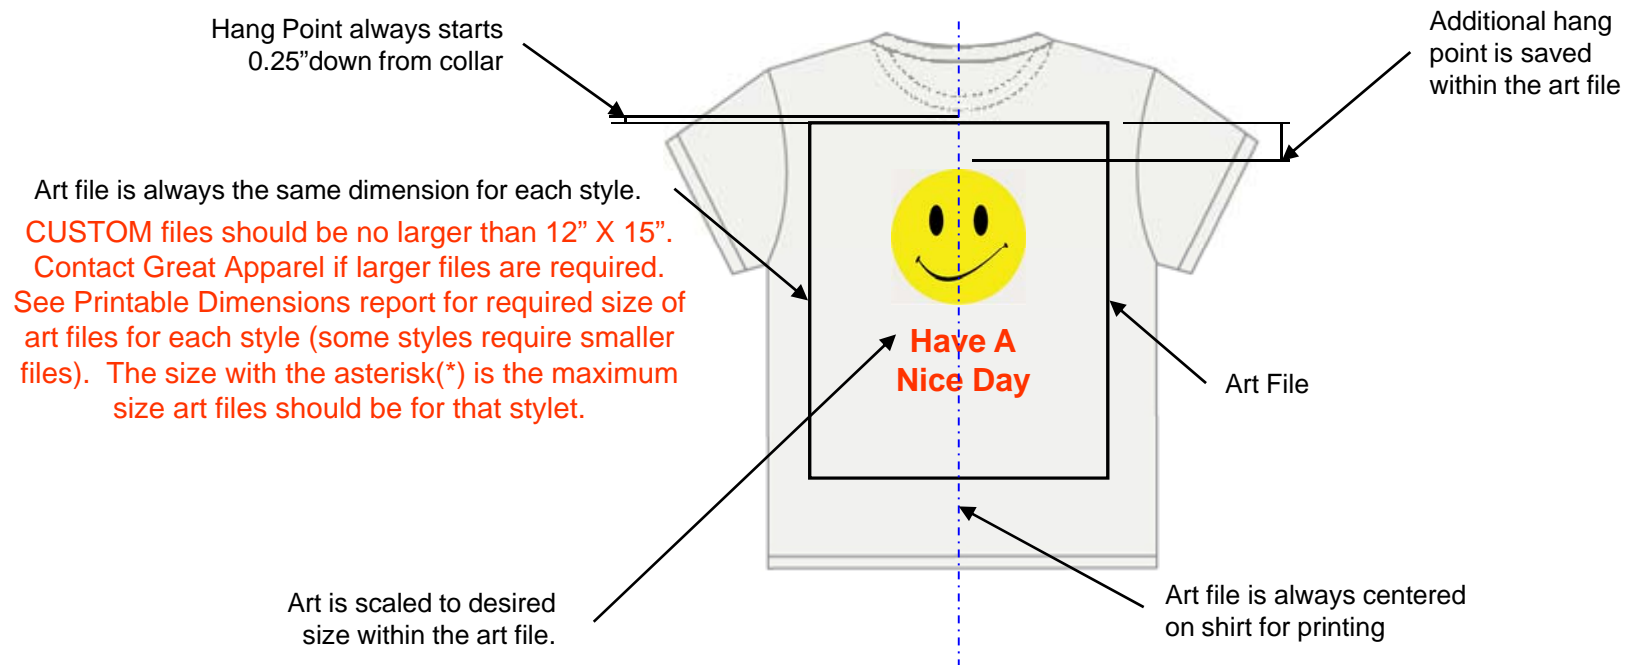 Hang Point always starts
0.25”down from collar
Additional hang
point is saved
within the art file
Art file is always the same dimension for each style.
CUSTOM files should be no larger than 12” X 15”.
Contact Great Apparel if larger files are required.
See Printable Dimensions report for required size of
art files for each style (some styles require smaller
files).  The size with the asterisk(*) is the maximum
size art files should be for that stylet.
Have A
Nice Day
Art File
Art is scaled to desired
size within the art file.
Art file is always centered
on shirt for printing